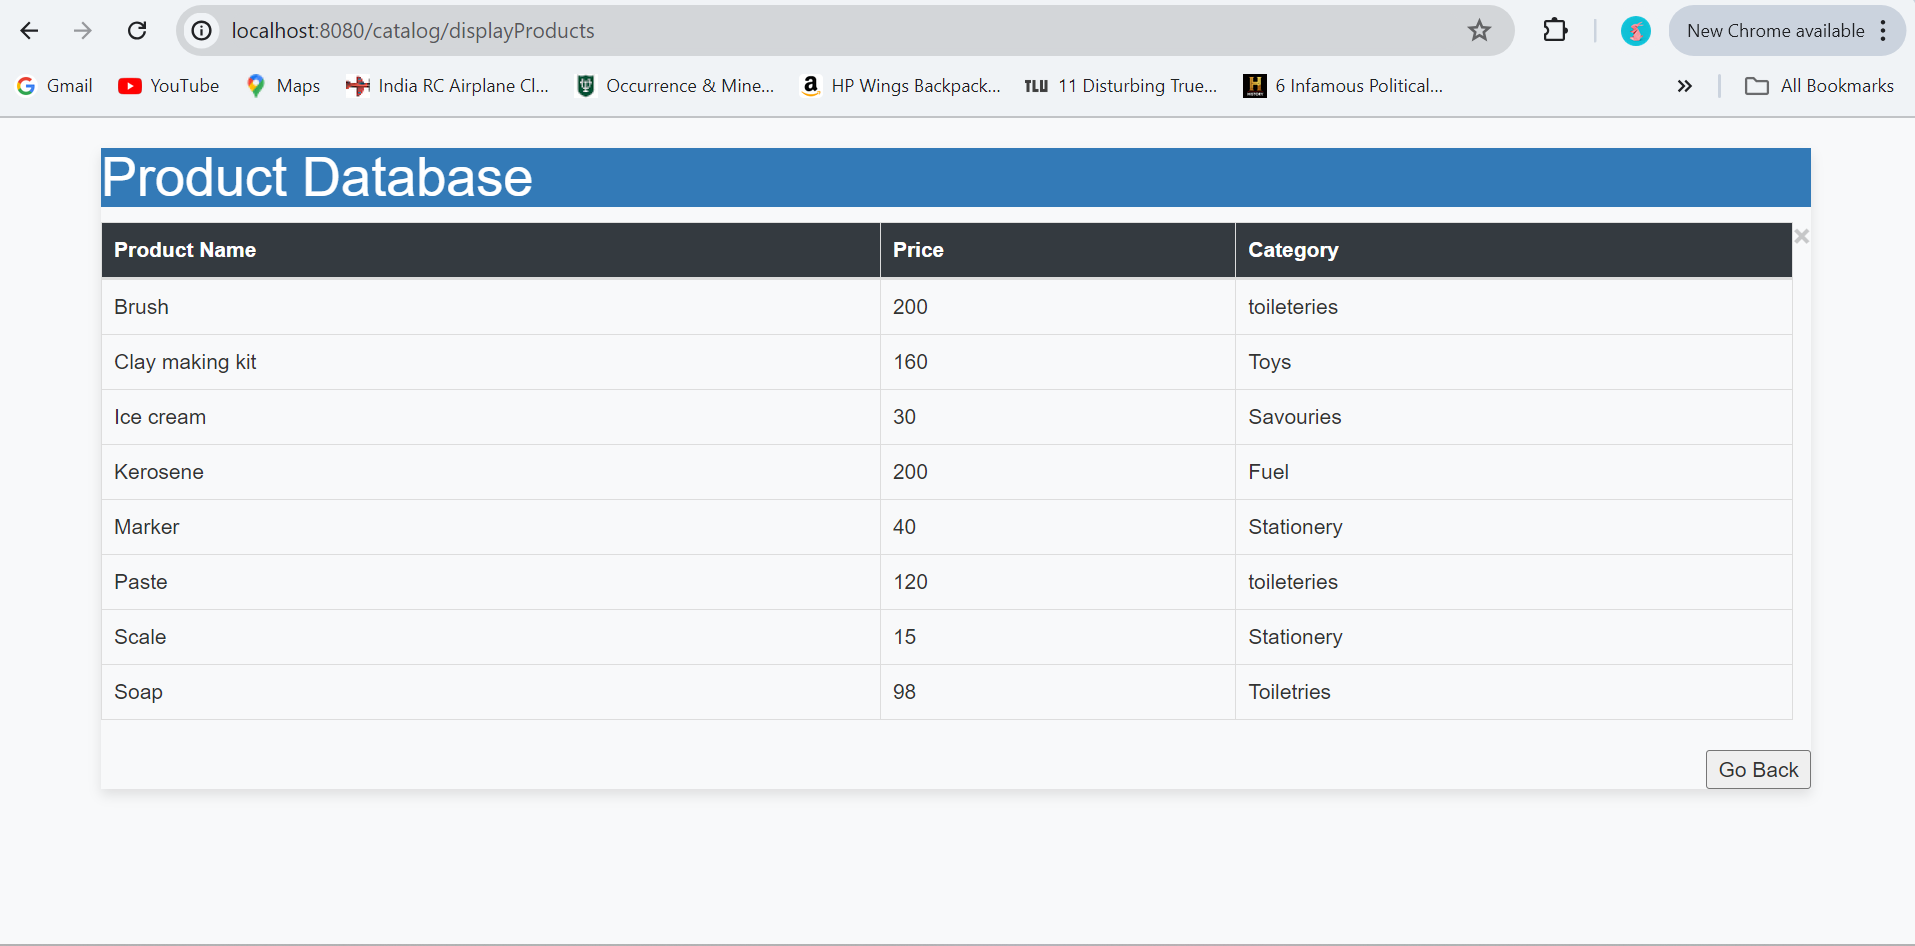 localhost:8080/catalog/displayProducts New Chrome available
Gmail YouTube Maps India RC Airplane Cl... Occurrence & Mine... a HP Wings Backpack... TLU 11 Disturbing True... H HISTORY 6 Infamous Political... » All Bookmarks
Product Database
Product Name Price Category ×
Brush 200 toileteries
Clay making kit 160 Toys
Ice cream 30 Savouries
Kerosene 200 Fuel
Marker 40 Stationery
Paste 120 toileteries
Scale 15 Stationery
Soap 98 Toiletries
Go Back